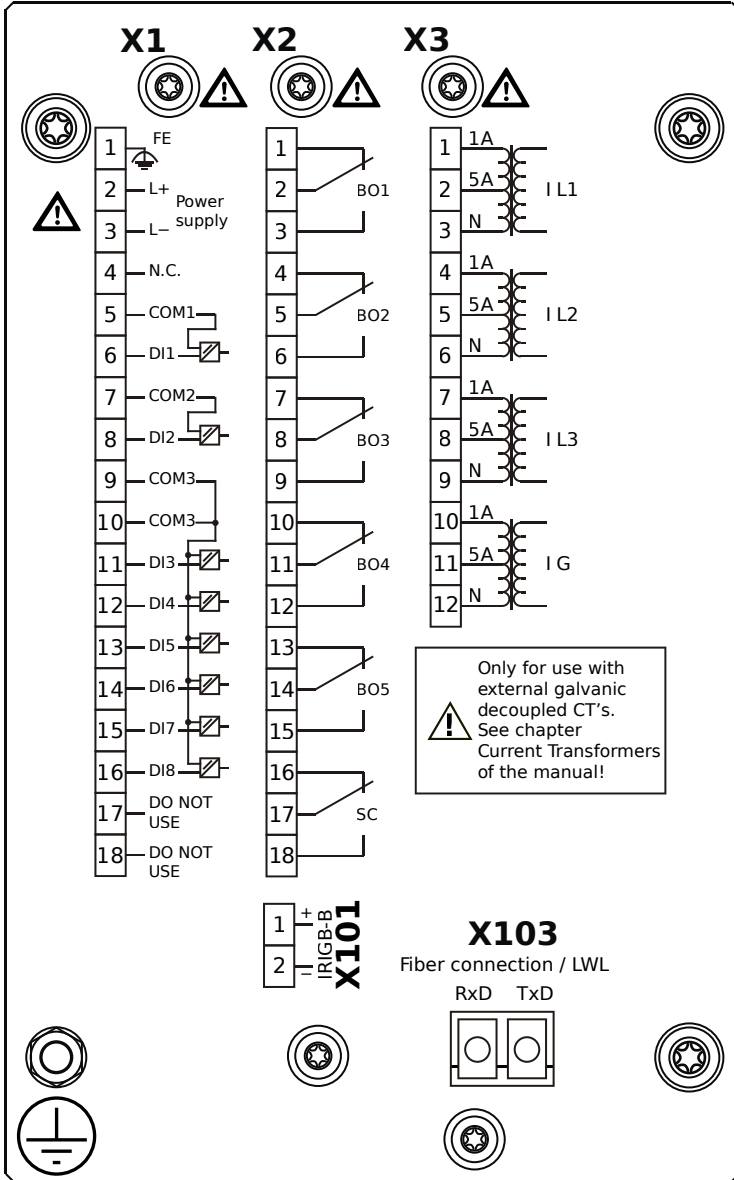 X1
X2
X3
1 FE
2 L+
Power
supply
3 L−
4 N.C.
5 COM1
6 DI1
7 COM2
8 DI2
9 COM3
10 COM3
11 DI3
12 DI4
13 DI5
14 DI6
15 DI7
16 DI8
17 DO NOT
USE
18 DO NOT
USE
1
2 BO1
3
4
5 BO2
6
7
8 BO3
9
10
11 BO4
12
13
14 BO5
15
16
17 SC
18
1 1A
2 5A I L1
3 N
4 1A
5 5A I L2
6 N
7 1A
8 5A I L3
9 N
10 1A
11 5A I G
12 N
Only for use with
external galvanic
decoupled CT's.
See chapter
Current Transformers
of the manual!
1 +
2 −
IRIGB-B
X101
X103
Fiber connection / LWL
RxD TxD